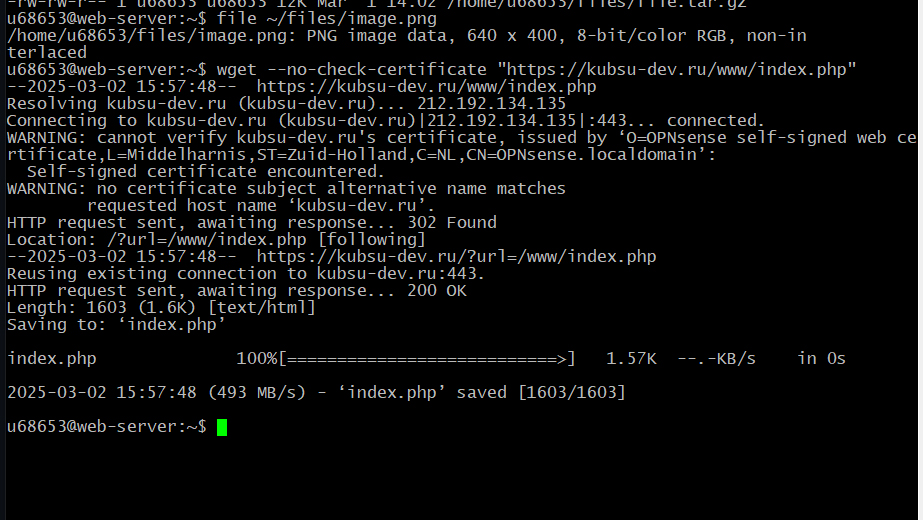 -rw-rw-r-- 1 u68653 u68653 12K Mar  1 14:02 /home/u68653/files/file.tar.gz
u68653@web-server:~$ file ~/files/image.png
/home/u68653/files/image.png: PNG image data, 640 x 400, 8-bit/color RGB, non-in
terlaced
u68653@web-server:~$ wget --no-check-certificate "https://kubsu-dev.ru/www/index.php"
--2025-03-02 15:57:48--  https://kubsu-dev.ru/www/index.php
Resolving kubsu-dev.ru (kubsu-dev.ru)... 212.192.134.135
Connecting to kubsu-dev.ru (kubsu-dev.ru)|212.192.134.135|:443... connected.
WARNING: cannot verify kubsu-dev.ru's certificate, issued by ‘O=OPNsense self-signed web ce
rtificate,L=Middelharnis,ST=Zuid-Holland,C=NL,CN=OPNsense.localdomain’:
  Self-signed certificate encountered.
WARNING: no certificate subject alternative name matches
        requested host name ‘kubsu-dev.ru’.
HTTP request sent, awaiting response... 302 Found
Location: /?url=/www/index.php [following]
--2025-03-02 15:57:48--  https://kubsu-dev.ru/?url=/www/index.php
Reusing existing connection to kubsu-dev.ru:443.
HTTP request sent, awaiting response... 200 OK
Length: 1603 (1.6K) [text/html]
Saving to: ‘index.php’
index.php              100%[===========================>]   1.57K  --.-KB/s    in 0s
2025-03-02 15:57:48 (493 MB/s) - ‘index.php’ saved [1603/1603]
u68653@web-server:~$